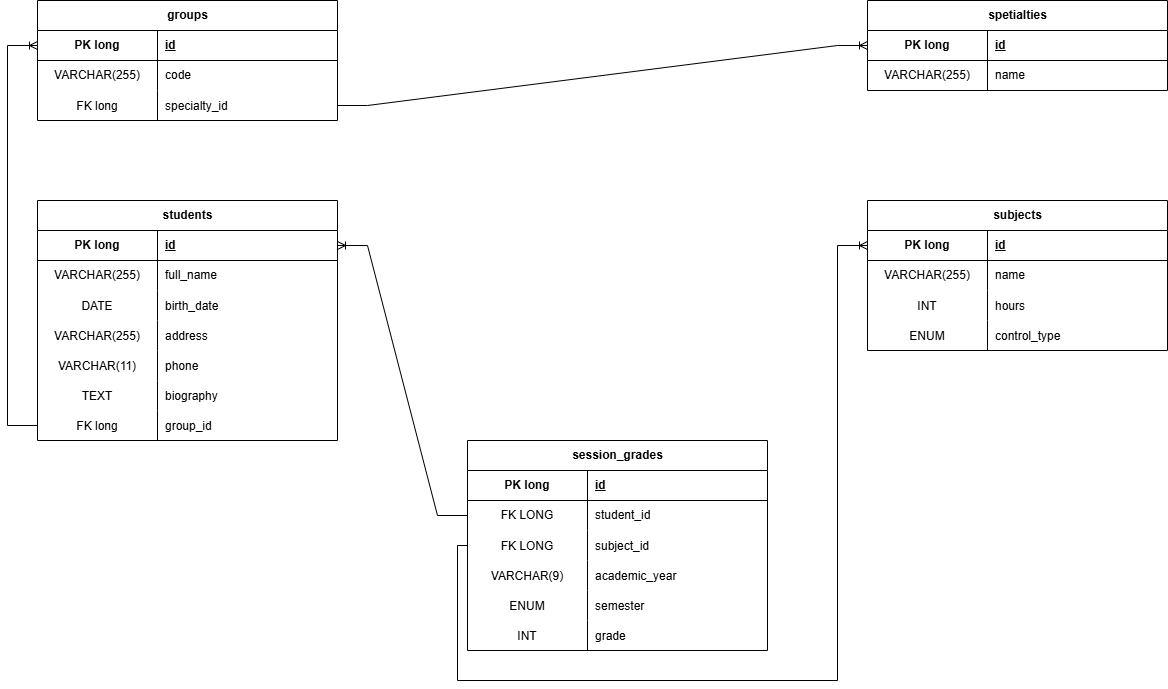 groups
PK long id
VARCHAR(255) code
FK long specialty_id
spetialties
PK long id
VARCHAR(255) name
students
PK long id
VARCHAR(255) full_name
DATE birth_date
VARCHAR(255) address
VARCHAR(11) phone
TEXT biography
FK long group_id
subjects
PK long id
VARCHAR(255) name
INT hours
ENUM control_type
session_grades
PK long id
FK LONG student_id
FK LONG subject_id
VARCHAR(9) academic_year
ENUM semester
INT grade